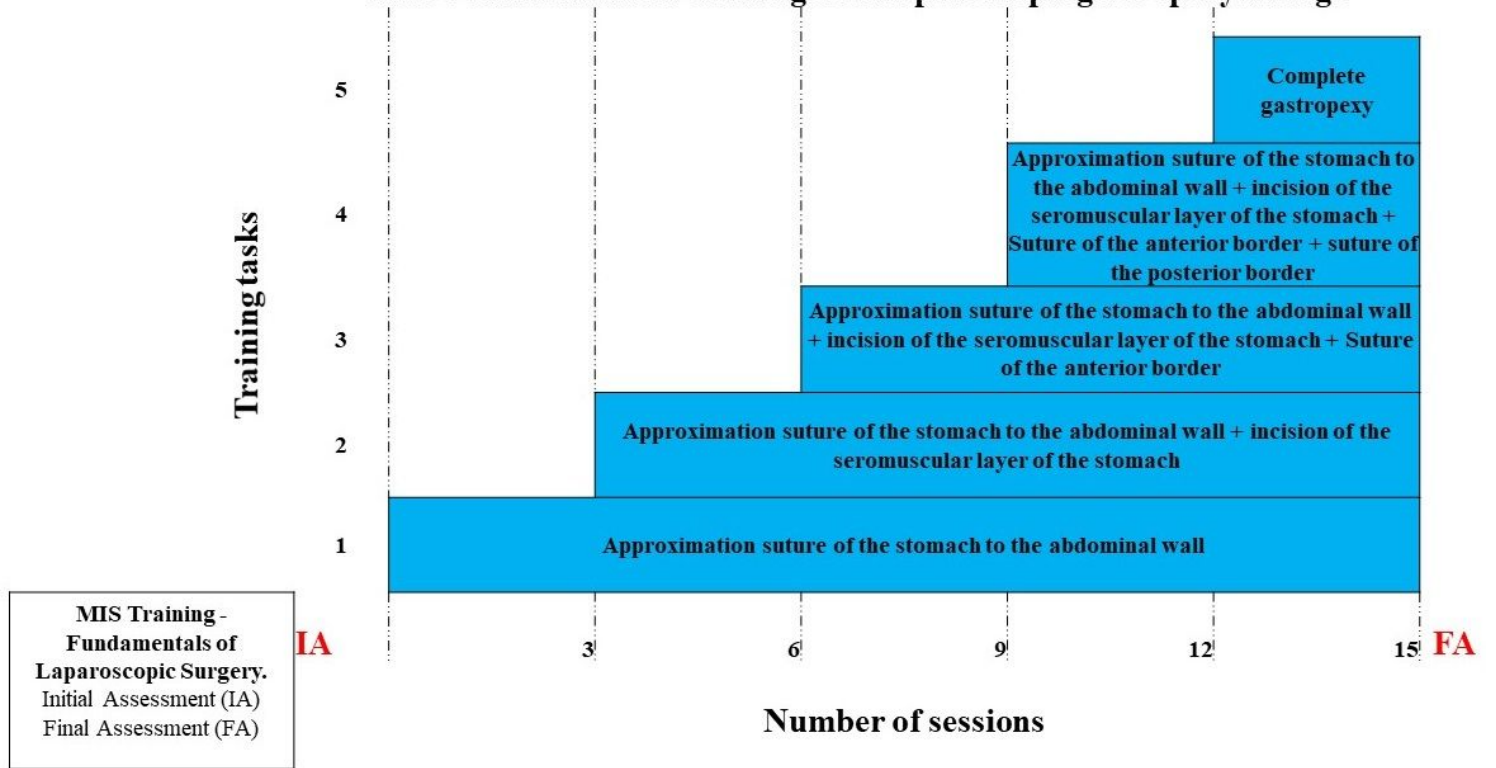 5
Complete
gastropexy
4
Approximation suture of the stomach to
the abdominal wall + incision of the
seromuscular layer of the stomach +
Suture of the anterior border + suture of
the posterior border
Training tasks
3
Approximation suture of the stomach to the abdominal wall
+ incision of the seromuscular layer of the stomach + Suture
of the anterior border
2
Approximation suture of the stomach to the abdominal wall + incision of the
seromuscular layer of the stomach
1
Approximation suture of the stomach to the abdominal wall
MIS Training -
Fundamentals of
Laparoscopic Surgery.
Initial Assessment (IA)
Final Assessment (FA)
IA
3
6
9
12
15
FA
Number of sessions